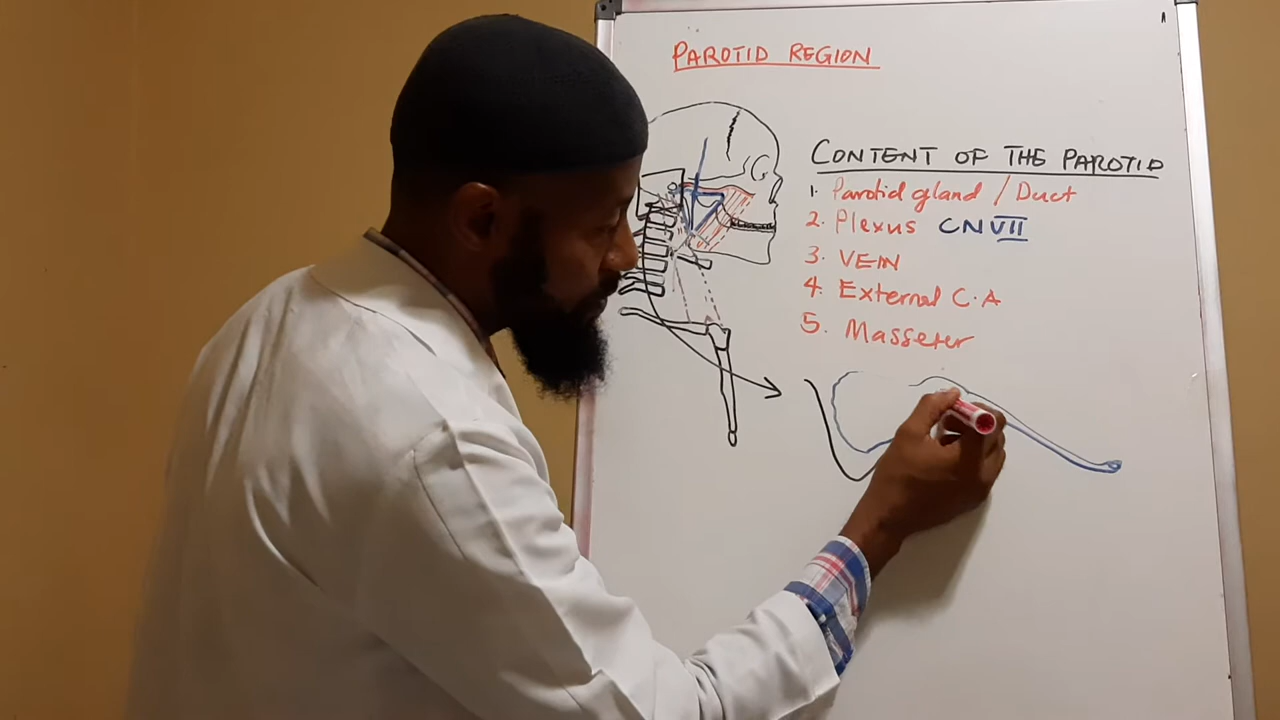 PAROTID REGION
CONTENT OF THE PAROTID
1. Parotid gland / Duct
2. Plexus CN VII
3. VEIN
4. External C.A
5. Masseter